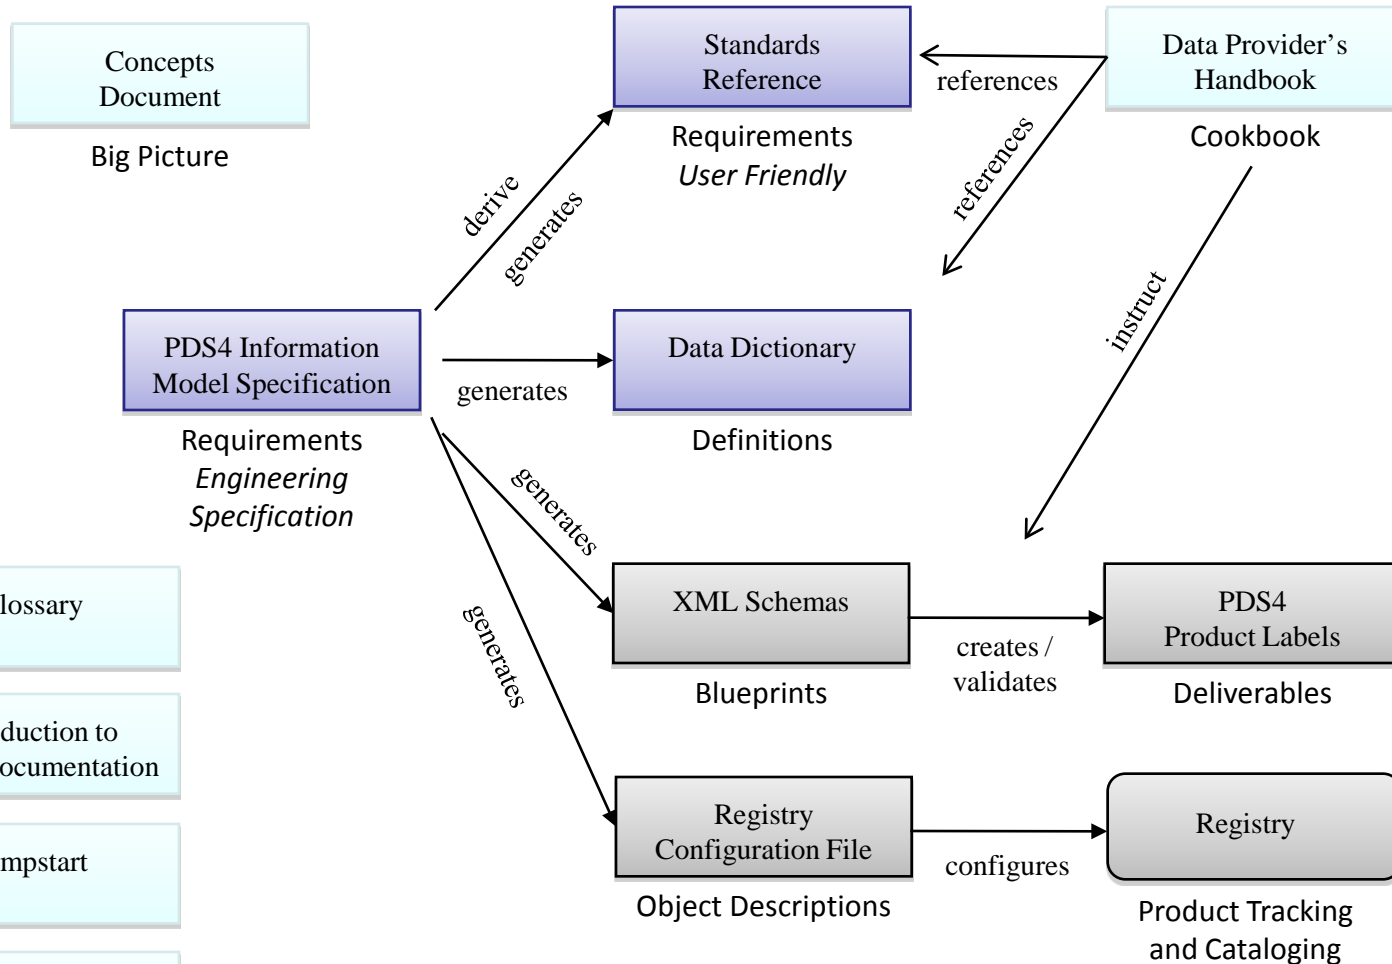 Concepts
Document
Big Picture
Standards
Reference
Requirements
User Friendly
references
Data Provider's
Handbook
Cookbook
references
derive
generates
instruct
PDS4 Information
Model Specification
Requirements
Engineering
Specification
generates
Data Dictionary
Definitions
generates
generates
XML Schemas
Blueprints
creates /
validates
PDS4
Product Labels
Deliverables
lossary
duction to
ocumentation
mpstart
Registry
Configuration File
Object Descriptions
configures
Registry
Product Tracking
and Cataloging